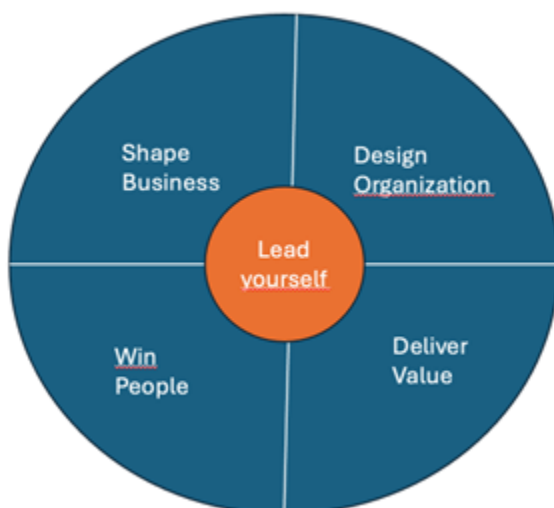 Shape
Business
Design
Organization
Lead
yourself
Win
People
Deliver
Value